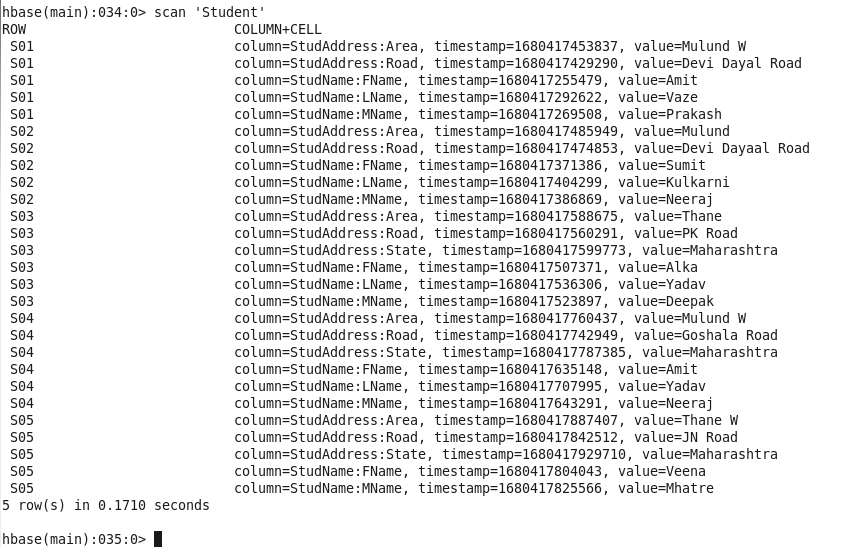 hbase(main):034:0> scan 'Student'
ROW COLUMN+CELL
S01 column=StudAddress:Area, timestamp=1680417453837, value=Mulund W
S01 column=StudAddress:Road, timestamp=1680417429290, value=Devi Dayal Road
S01 column=StudName:FName, timestamp=1680417255479, value=Amit
S01 column=StudName:LName, timestamp=1680417292622, value=Vaze
S01 column=StudName:MName, timestamp=1680417269508, value=Prakash
S02 column=StudAddress:Area, timestamp=1680417485949, value=Mulund
S02 column=StudAddress:Road, timestamp=1680417474853, value=Devi Dayaal Road
S02 column=StudName:FName, timestamp=1680417371386, value=Sumit
S02 column=StudName:LName, timestamp=1680417404299, value=Kulkarni
S02 column=StudName:MName, timestamp=1680417386869, value=Neeraj
S03 column=StudAddress:Area, timestamp=1680417588675, value=Thane
S03 column=StudAddress:Road, timestamp=1680417560291, value=PK Road
S03 column=StudAddress:State, timestamp=1680417599773, value=Maharashtra
S03 column=StudName:FName, timestamp=1680417507371, value=Alka
S03 column=StudName:LName, timestamp=1680417536306, value=Yadav
S03 column=StudName:MName, timestamp=1680417523897, value=Deepak
S04 column=StudAddress:Area, timestamp=1680417760437, value=Mulund W
S04 column=StudAddress:Road, timestamp=1680417742949, value=Goshala Road
S04 column=StudAddress:State, timestamp=1680417787385, value=Maharashtra
S04 column=StudName:FName, timestamp=1680417635148, value=Amit
S04 column=StudName:LName, timestamp=1680417707995, value=Yadav
S04 column=StudName:MName, timestamp=1680417643291, value=Neeraj
S05 column=StudAddress:Area, timestamp=1680417887407, value=Thane W
S05 column=StudAddress:Road, timestamp=1680417842512, value=JN Road
S05 column=StudAddress:State, timestamp=1680417929710, value=Maharashtra
S05 column=StudName:FName, timestamp=1680417804043, value=Veena
S05 column=StudName:MName, timestamp=1680417825566, value=Mhatre
5 row(s) in 0.1710 seconds
hbase(main):035:0>